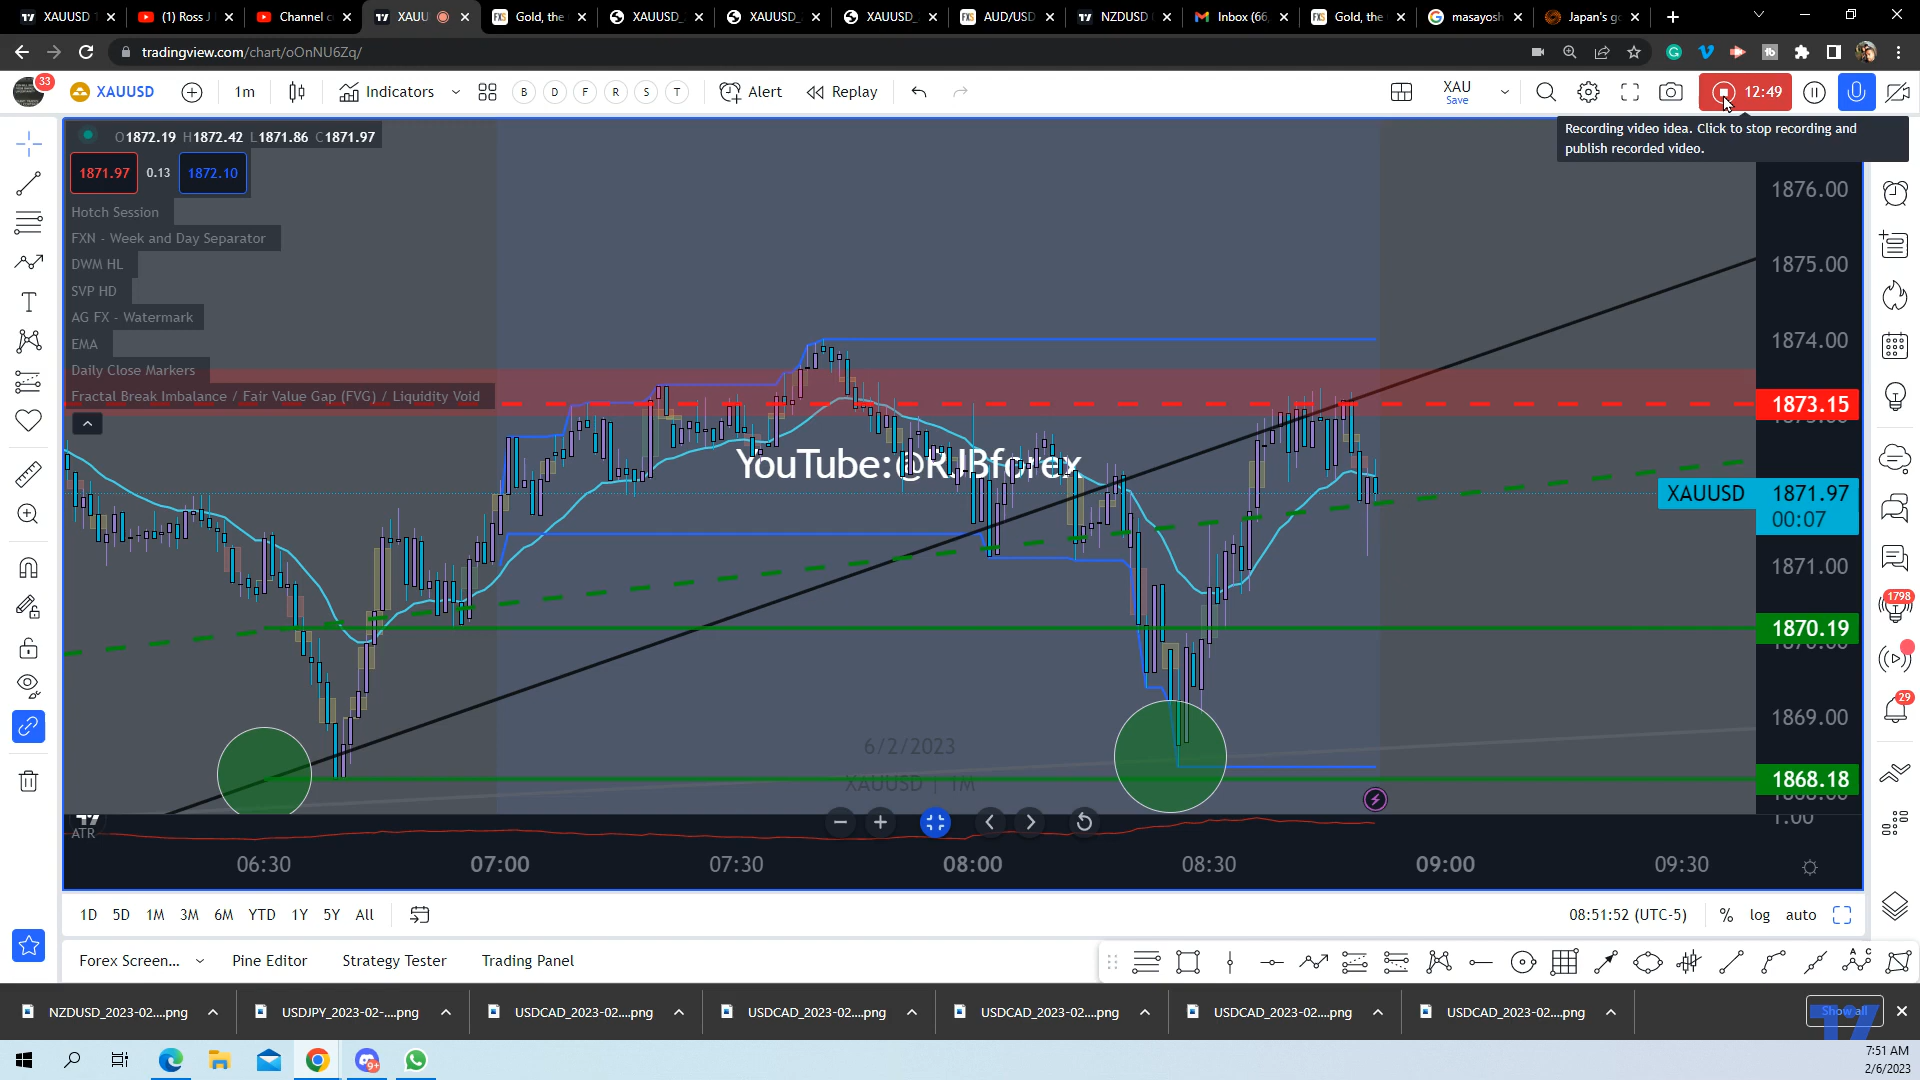 XAUUSD T
(1) Ross J
Channel c
XAUU
Gold, the
XAUUSD_
XAUUSD_
XAUUSD_
AUD/USD
NZDUSD
Inbox (66
Gold, the
masayosh
Japan's go
tradingview.com/chart/oOnNU6Zq/
33
XAUUSD
1m
Indicators
B D F R S T
Alert
Replay
XAU
Save
12:49
Recording video idea. Click to stop recording and
publish recorded video.
O1872.19 H1872.42 L1871.86 C1871.97
1871.97
0.13
1872.10
Hotch Session
FXN - Week and Day Separator
DWM HL
SVP HD
AG FX - Watermark
EMA
Daily Close Markers
Fractal Break Imbalance / Fair Value Gap (FVG) / Liquidity Void
YouTube:@RJBforex
6/2/2023
XAUUSD | 1M
1876.00
1875.00
1874.00
1873.15
XAUUSD
1871.97
00:07
1871.00
1870.19
1869.00
1868.18
1.00
1798
29
ATR
06:30
07:00
07:30
08:00
08:30
09:00
09:30
1D 5D 1M 3M 6M YTD 1Y 5Y All
08:51:52 (UTC-5)
% log auto
Forex Screen...
Pine Editor
Strategy Tester
Trading Panel
NZDUSD_2023-02....png
USDJPY_2023-02-....png
USDCAD_2023-02....png
USDCAD_2023-02....png
USDCAD_2023-02....png
USDCAD_2023-02....png
USDCAD_2023-02....png
Show all
9+
7:51 AM
2/6/2023